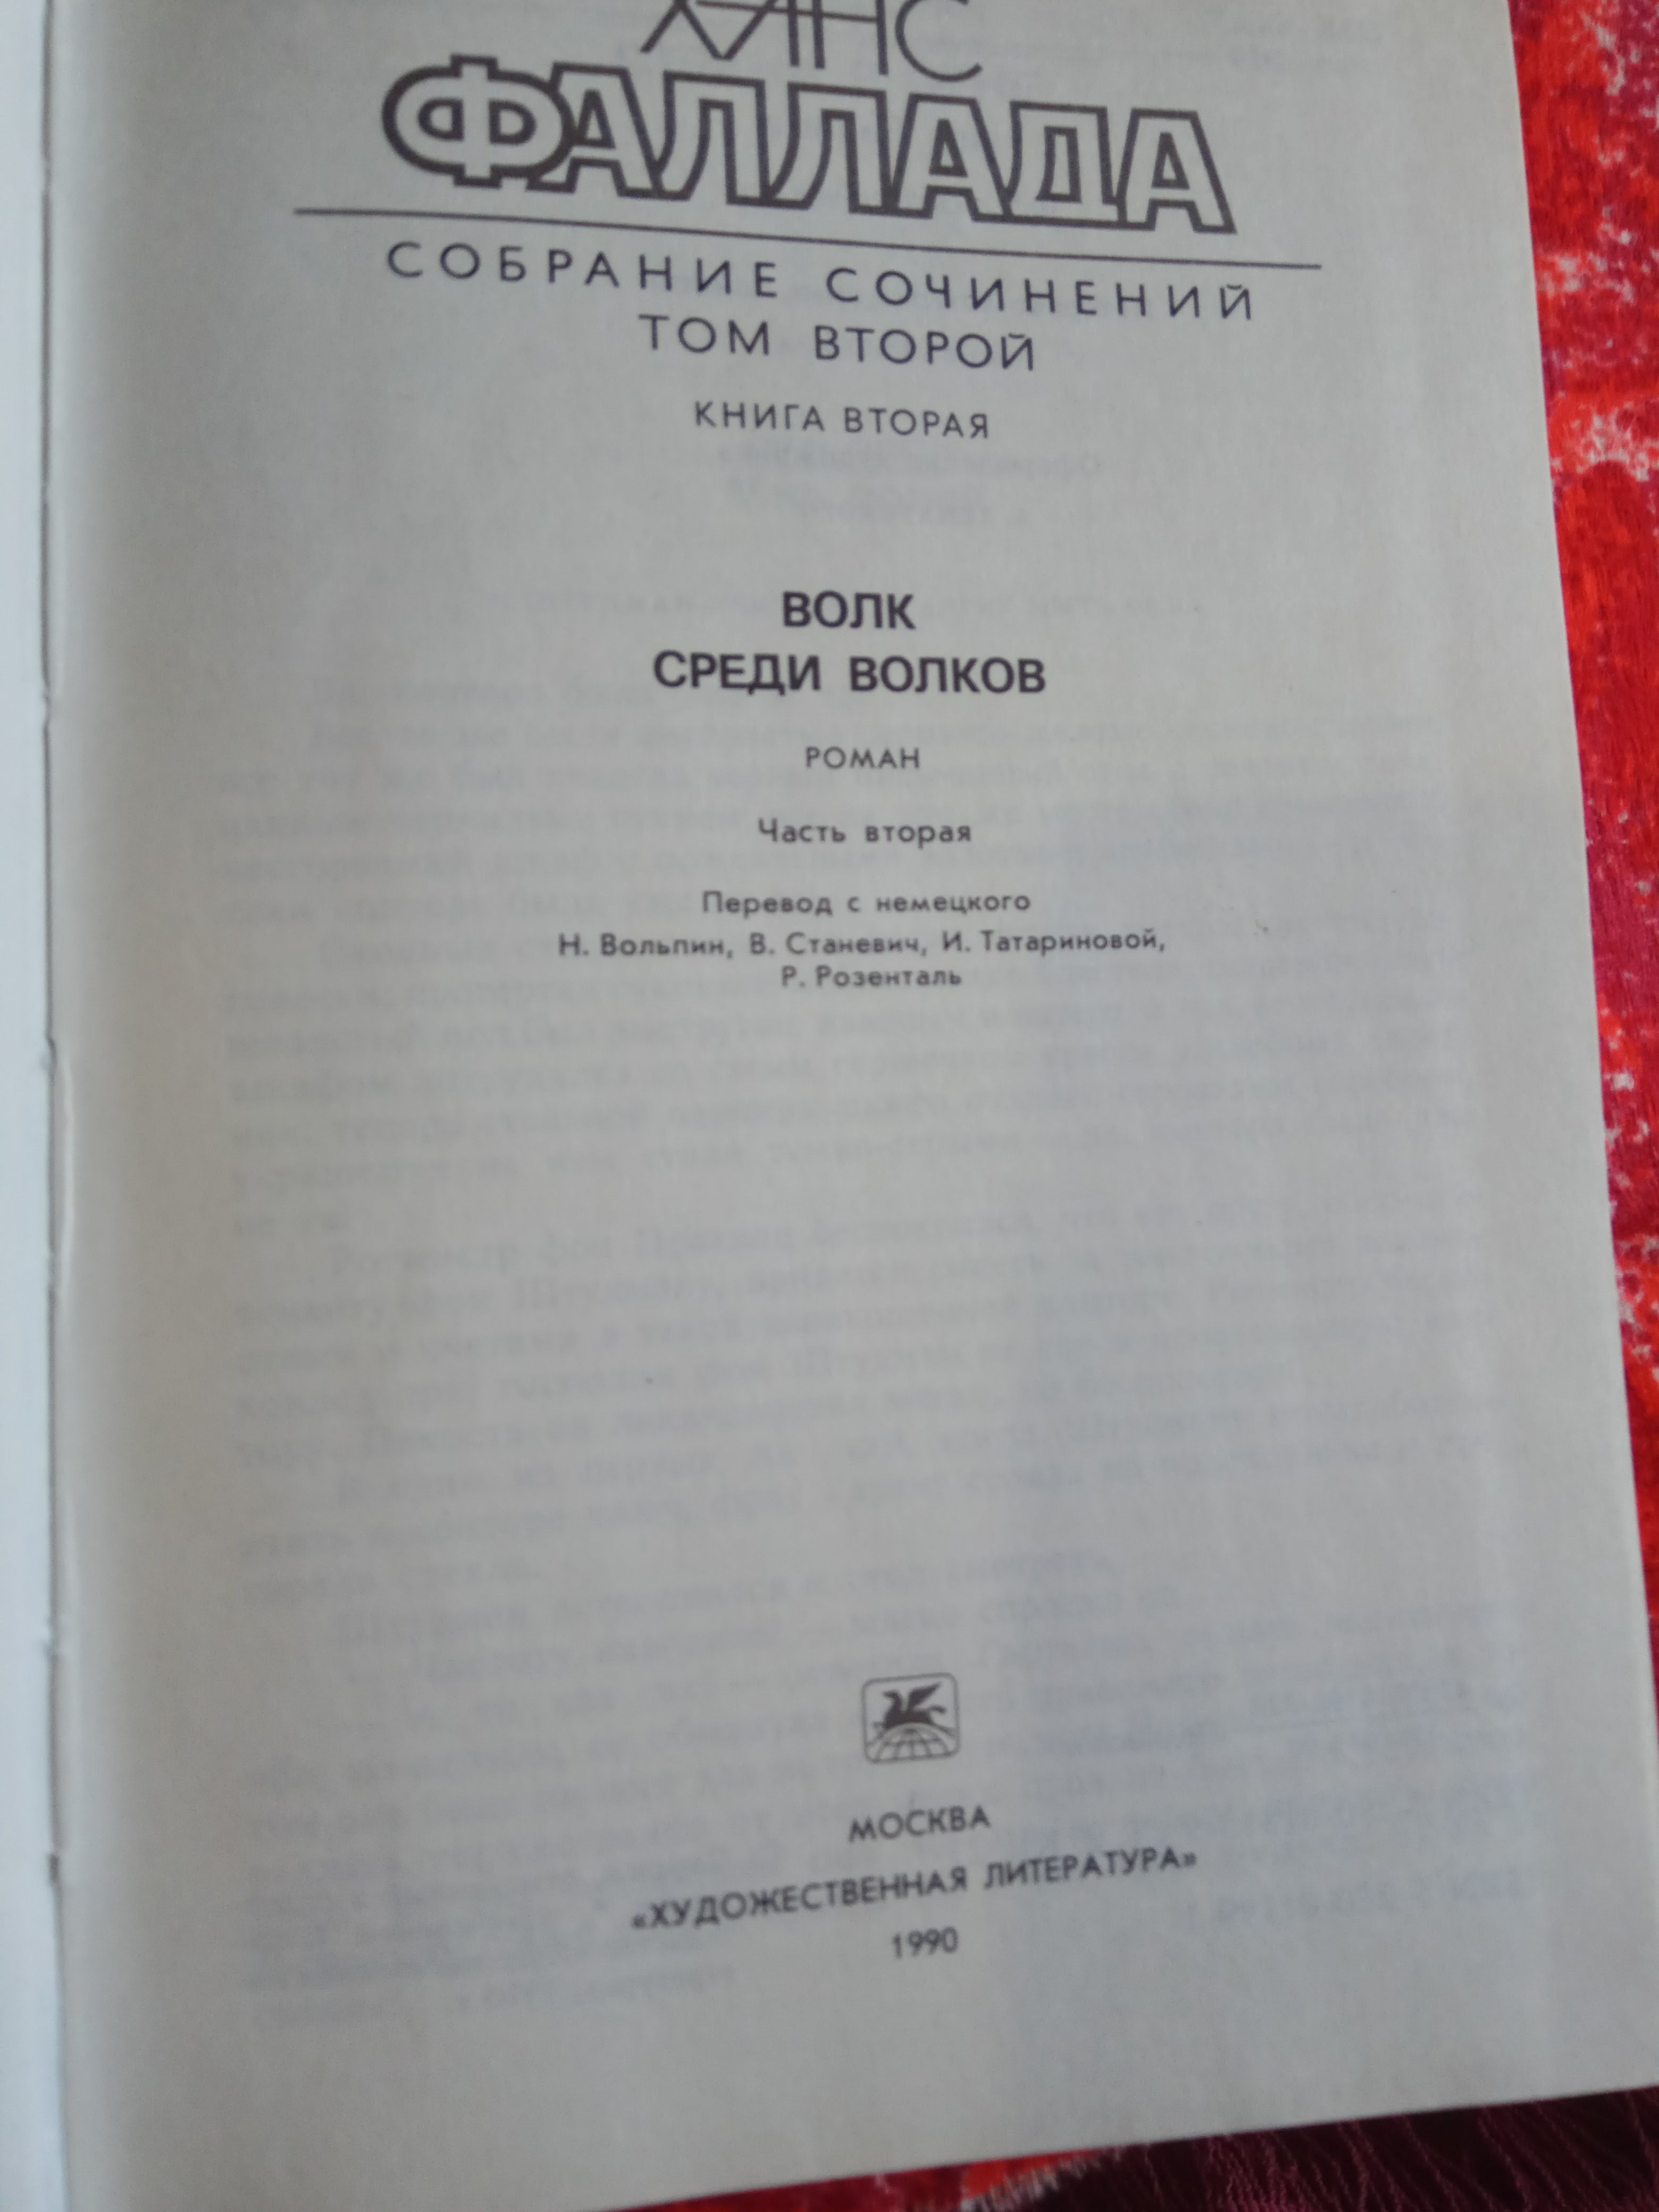 ХАНС
ФАЛЛАДА
СОБРАНИЕ СОЧИНЕНИЙ
ТОМ ВТОРОЙ
КНИГА ВТОРАЯ
ВОЛК
СРЕДИ ВОЛКОВ
РОМАН
Часть вторая
Перевод с немецкого
Н. Вольпин, В. Станевич, И. Татариновой,
Р. Розенталь
МОСКВА
«ХУДОЖЕСТВЕННАЯ ЛИТЕРАТУРА»
1990